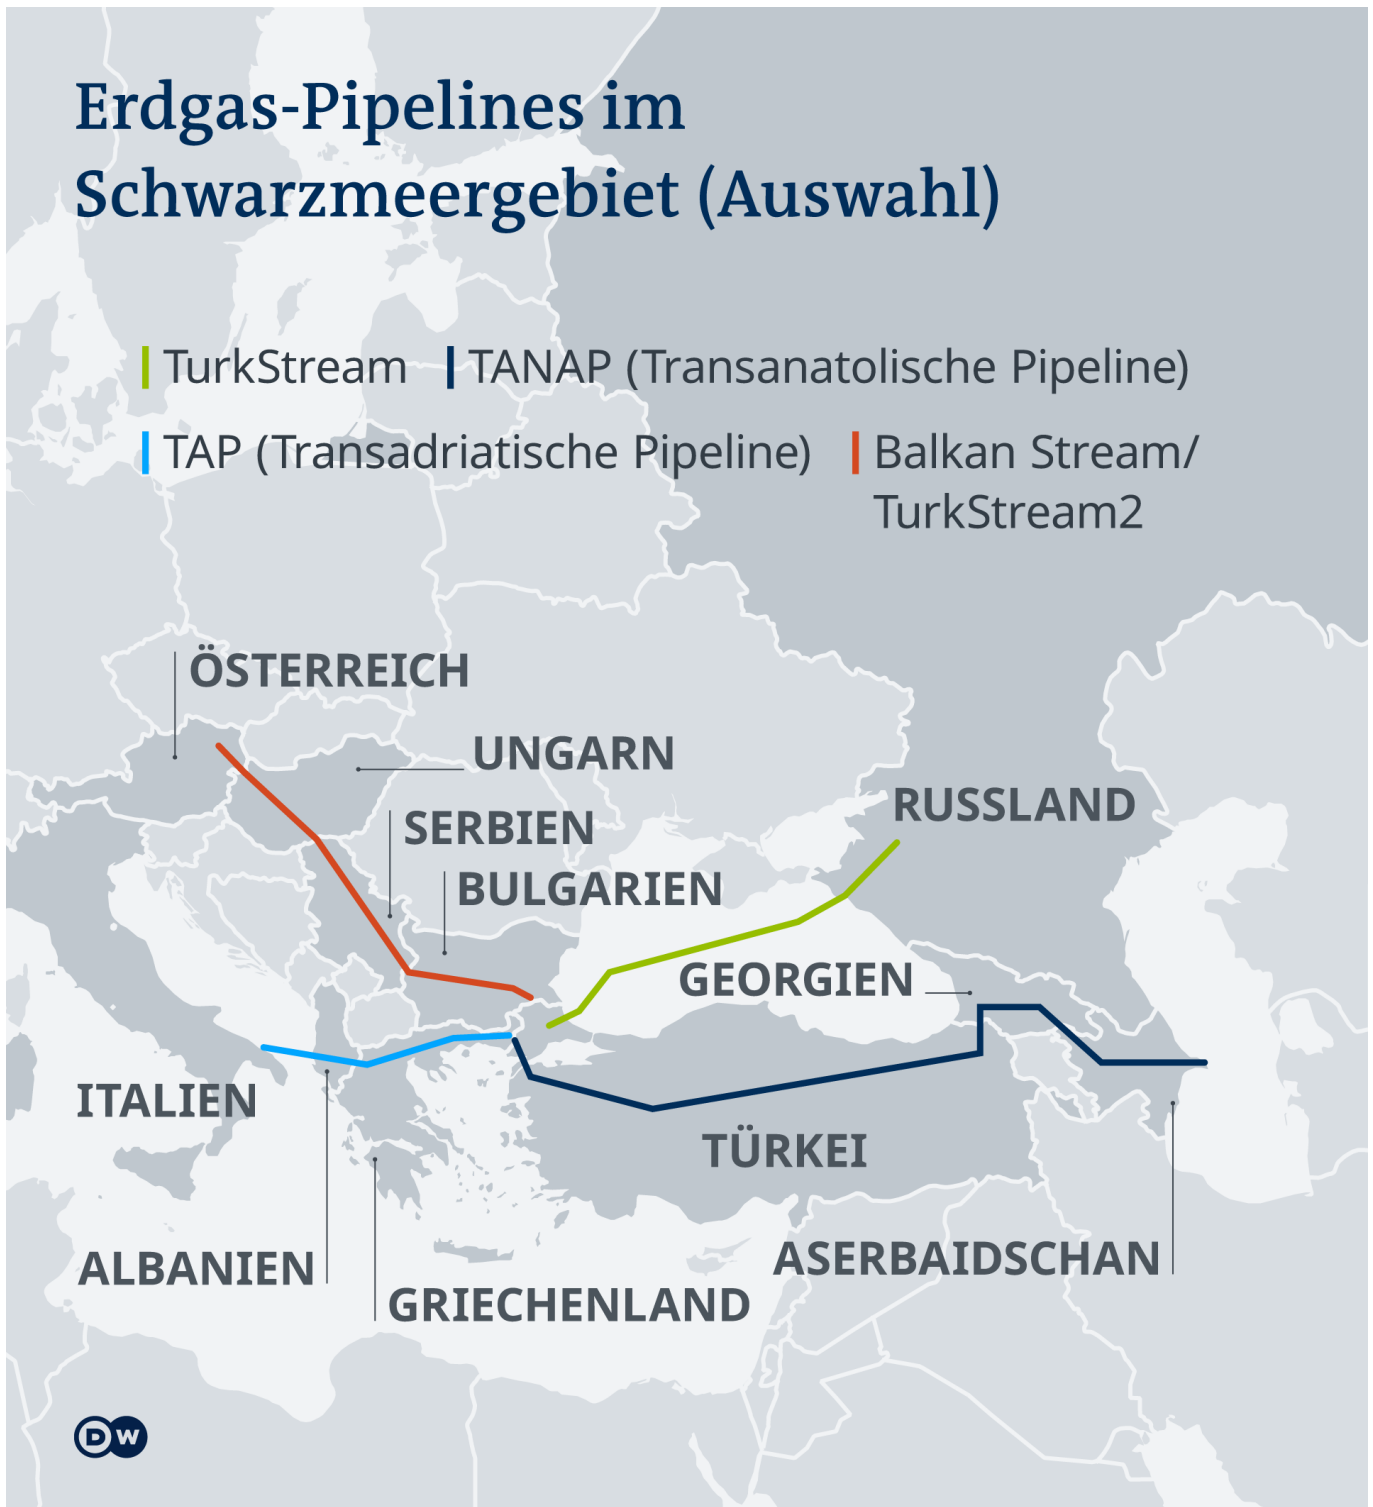 Erdgas-Pipelines im
Schwarzmeergebiet (Auswahl)
TurkStream TANAP (Transanatolische Pipeline)
TAP (Transadriatische Pipeline) Balkan Stream/
TurkStream2
ÖSTERREICH
UNGARN
RUSSLAND
SERBIEN
BULGARIEN
GEORGIEN
ITALIEN
TÜRKEI
ALBANIEN
ASERBAIDSCHAN
GRIECHENLAND
DW